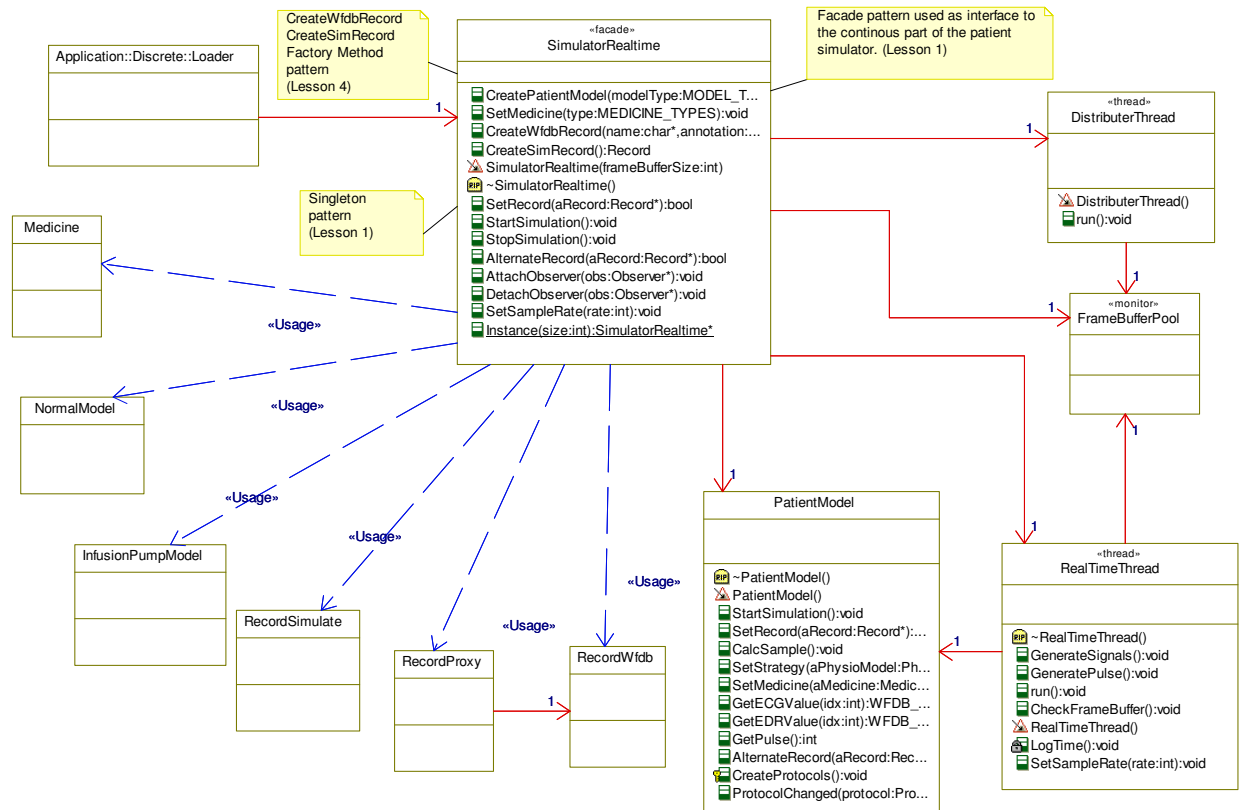 CreateWfdbRecord
CreateSimRecord
Factory Method
pattern
(Lesson 4)
Application::Discrete::Loader
«facade»
SimulatorRealtime
CreatePatientModel(modelType:MODEL_T...
SetMedicine(type:MEDICINE_TYPES):void
CreateWfdbRecord(name:char*,annotation:...
CreateSimRecord():Record
SimulatorRealtime(frameBufferSize:int)
RIP ~SimulatorRealtime()
SetRecord(aRecord:Record*):bool
StartSimulation():void
StopSimulation():void
AlternateRecord(aRecord:Record*):bool
AttachObserver(obs:Observer*):void
DetachObserver(obs:Observer*):void
SetSampleRate(rate:int):void
Instance(size:int):SimulatorRealtime*
Facade pattern used as interface to
the continous part of the patient
simulator. (Lesson 1)
1
1
1
1
1
«thread»
DistributerThread
DistributerThread()
run():void
1
«monitor»
FrameBufferPool
1
Singleton
pattern
(Lesson 1)
Medicine
«Usage»
NormalModel
«Usage»
InfusionPumpModel
«Usage»
RecordSimulate
«Usage»
RecordProxy
«Usage»
1
RecordWfdb
«Usage»
PatientModel
RIP ~PatientModel()
PatientModel()
StartSimulation():void
SetRecord(aRecord:Record*):...
CalcSample():void
SetStrategy(aPhysioModel:Ph...
SetMedicine(aMedicine:Medic...
GetECGValue(idx:int):WFDB_...
GetEDRValue(idx:int):WFDB_...
GetPulse():int
AlternateRecord(aRecord:Rec...
CreateProtocols():void
ProtocolChanged(protocol:Pro...
1
«thread»
RealTimeThread
RIP ~RealTimeThread()
GenerateSignals():void
GeneratePulse():void
run():void
CheckFrameBuffer():void
RealTimeThread()
LogTime():void
SetSampleRate(rate:int):void